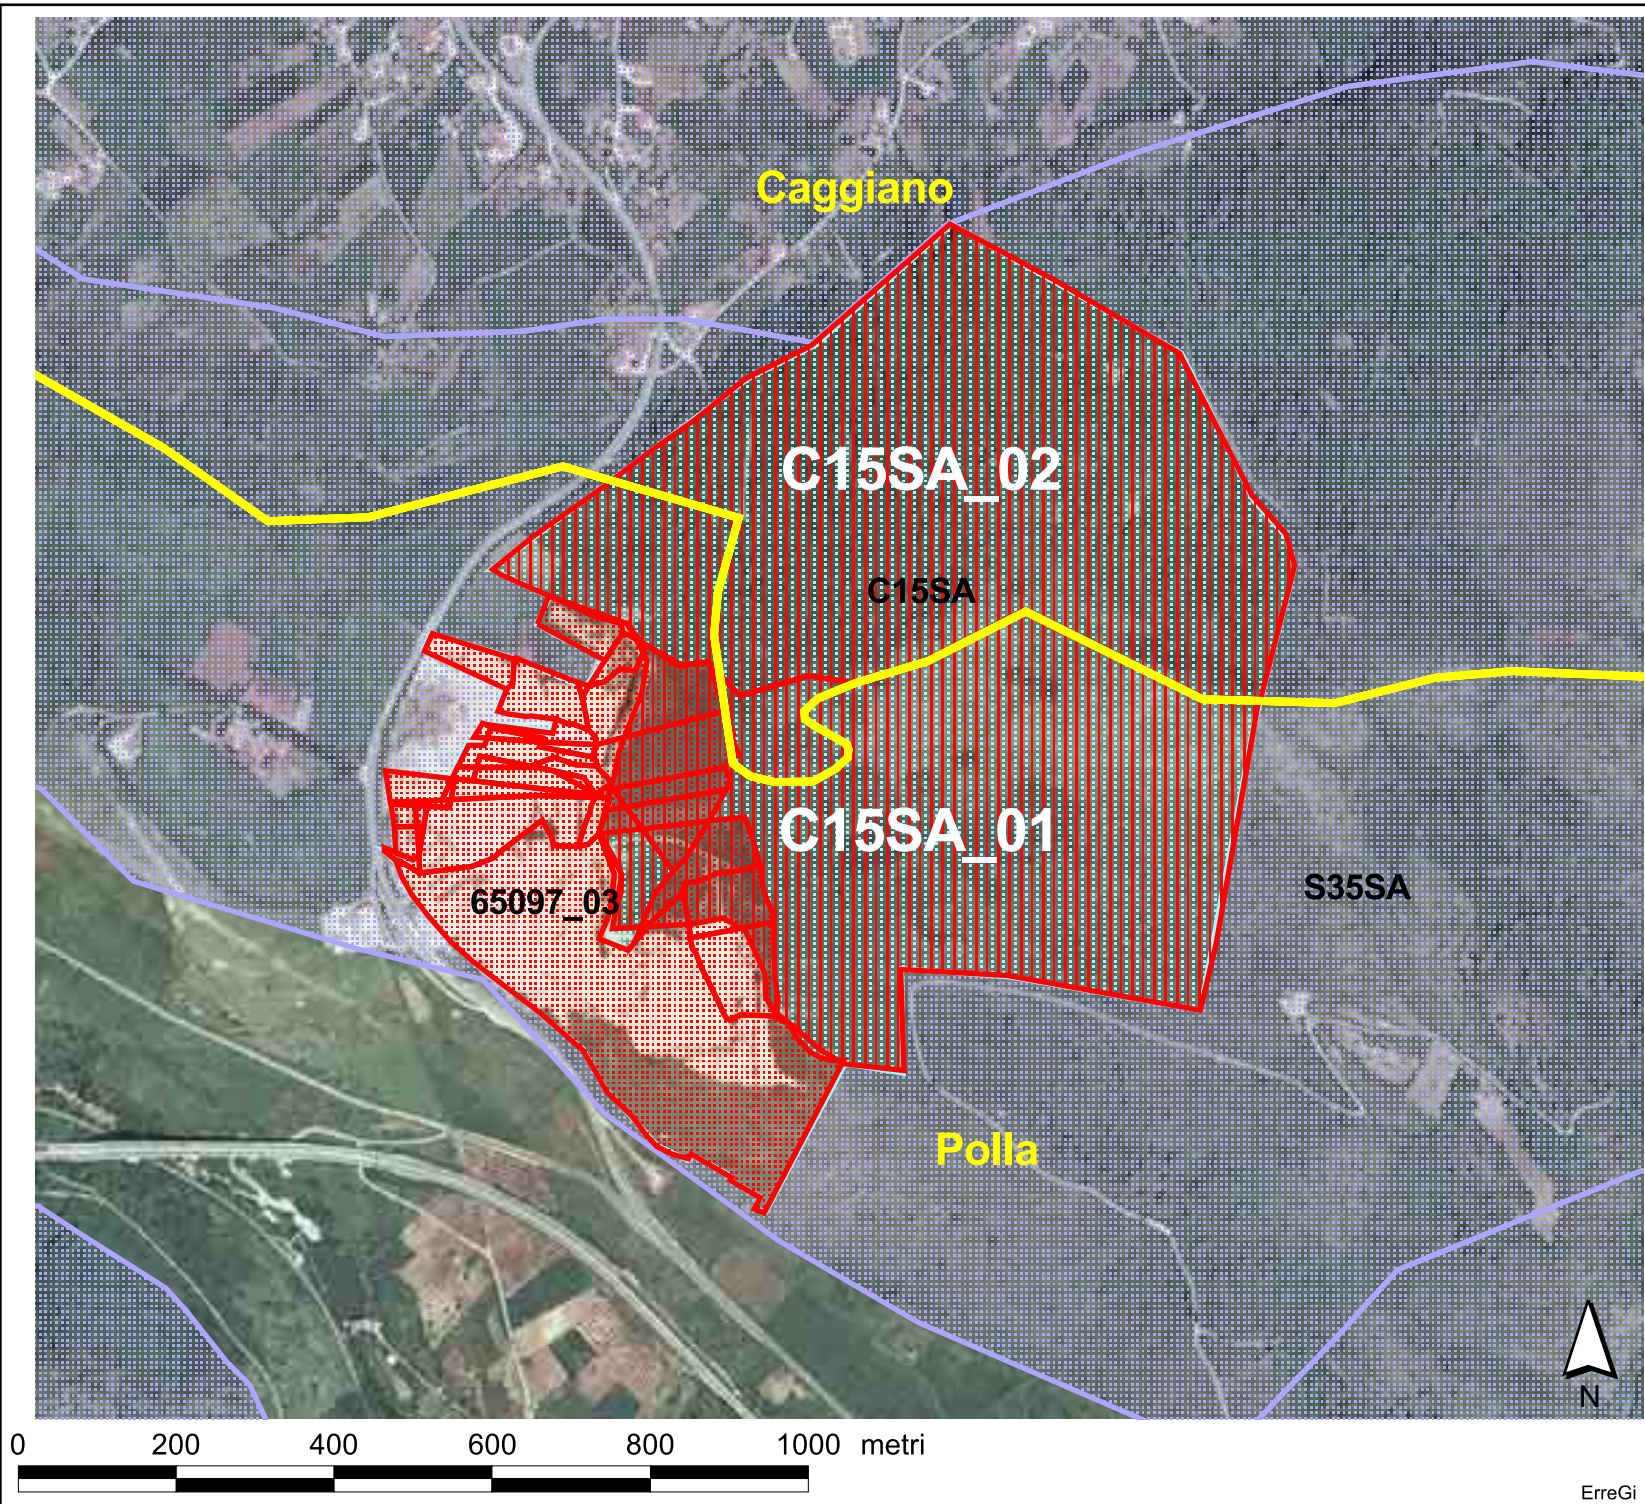 Caggiano
C15SA_02
C15SA
C15SA_01
S35SA
65097_03
Polla
N
0 200 400 600 800 1000 metri
ErreGi